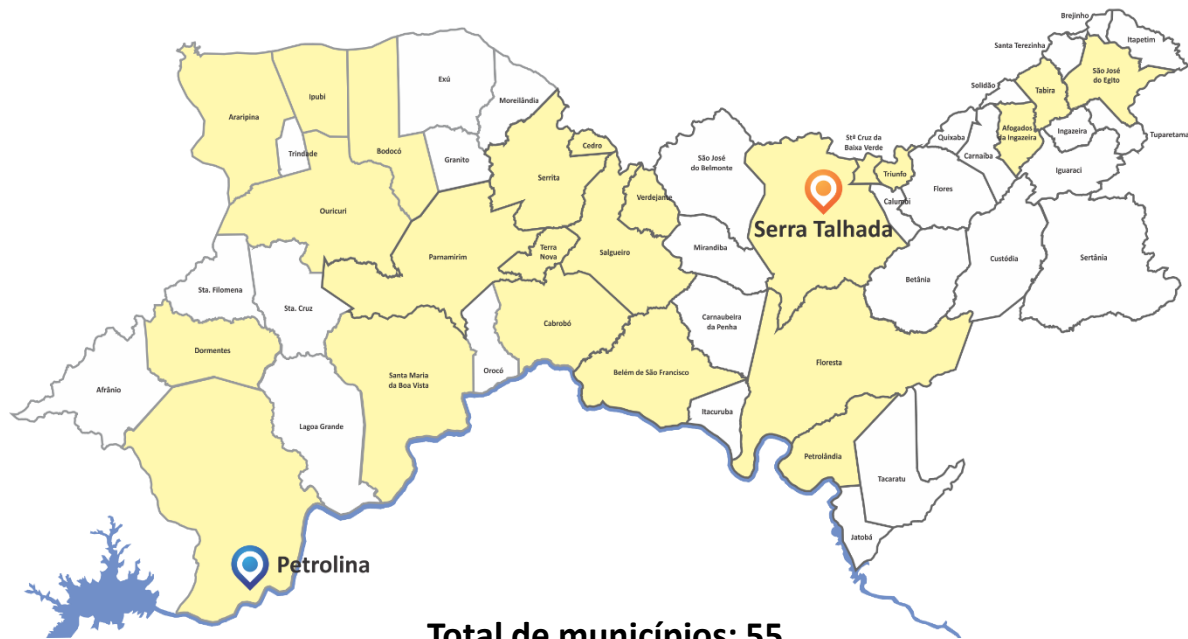 Brejinho
Itapetim
Santa Terezinha
São José
do Egito
Exú
Solidão
Tabira
Ipubi
Moreilândia
Araripina
Afogados
da Ingazeira
Ingazeira
Tuparetama
Stª Cruz da
Baixa Verde
Quixaba
Cedro
Trindade
Bodocó
Granito
São José
do Belmonte
Carnaíba
Iguaraci
Serrita
Triunfo
Flores
Verdejante
Calumbi
Ouricuri
Serra Talhada
Terra
Nova
Mirandiba
Parnamirim
Salgueiro
Custódia
Sertânia
Betânia
Sta. Filomena
Sta. Cruz
Carnaubeira
da Penha
Cabrobó
Dormentes
Floresta
Santa Maria
da Boa Vista
Orocó
Belém de São Francisco
Afrânio
Itacuruba
Lagoa Grande
Petrolândia
Tacaratu
Jatobá
Petrolina
Total de municípios: 55